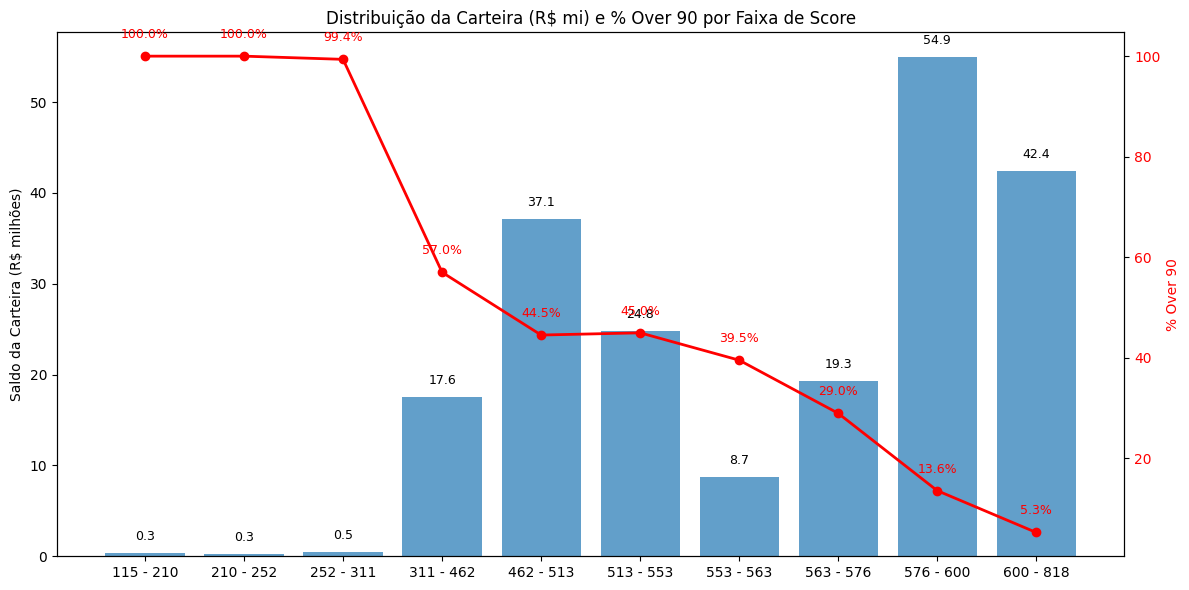 Distribuição da Carteira (R$ mi) e % Over 90 por Faixa de Score
Saldo da Carteira (R$ milhões)
50
40
30
20
10
0
100.0%
100.0%
99.4%
57.0%
44.5%
45.0%
39.5%
29.0%
13.6%
5.3%
0.3
0.3
0.5
17.6
37.1
24.8
8.7
19.3
54.9
42.4
100
80
60
40
20
% Over 90
115 - 210
210 - 252
252 - 311
311 - 462
462 - 513
513 - 553
553 - 563
563 - 576
576 - 600
600 - 818